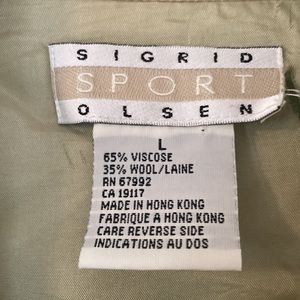 SIGRID
SPORT
OLSEN
L
65% VISCOSE
35% WOOL/LAINE
RN 67992
CA 19117
MADE IN HONG KONG
FABRIQUE A HONG KONG
CARE REVERSE SIDE
INDICATIONS AU DOS